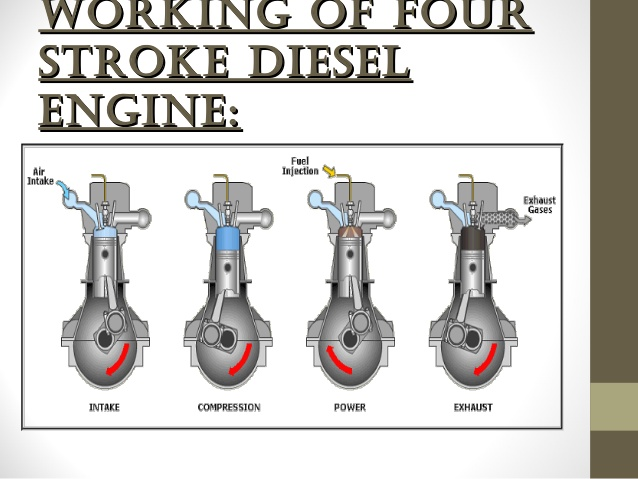 WORKING OF FOUR
STROKE DIESEL
ENGINE:
Air
Intake
Fuel
Injection
Exhaust
Gases
INTAKE
COMPRESSION
POWER
EXHAUST